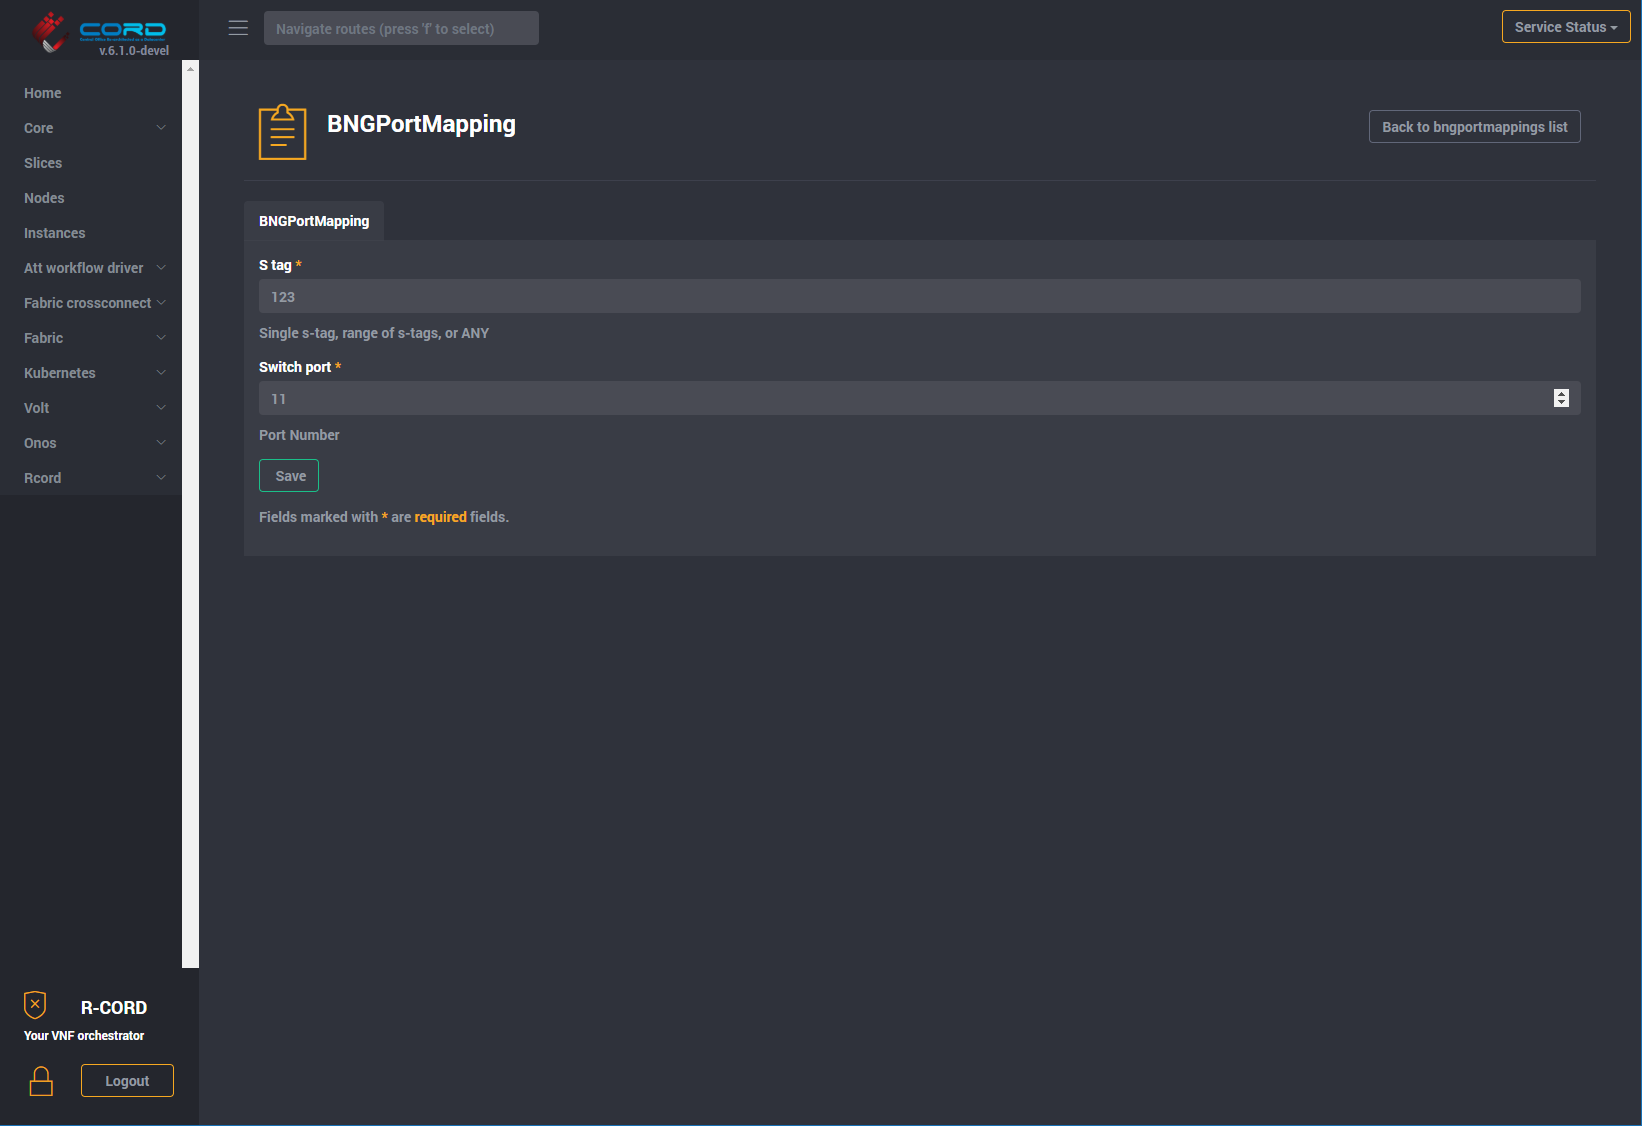 CORD
v.6.1.0-devel
Navigate routes (press 'f' to select)
Service Status
Home
Core
Slices
Nodes
Instances
Att workflow driver
Fabric crossconnect
Fabric
Kubernetes
Volt
Onos
Rcord
BNGPortMapping
Back to bngportmappings list
BNGPortMapping
S tag *
123
Single s-tag, range of s-tags, or ANY
Switch port *
11
Port Number
Save
Fields marked with * are required fields.
R-CORD
Your VNF orchestrator
Logout